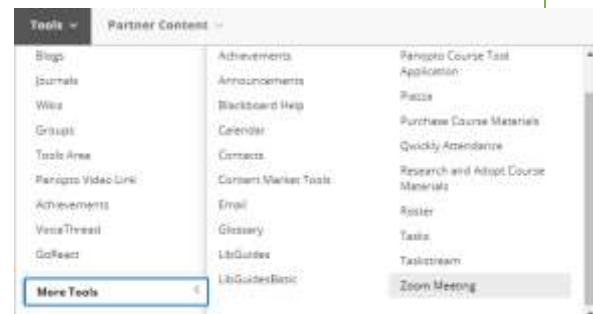 Tools Partner Content
Blogs
Journals
Wikis
Groups
Tools Area
Panopto Video Link
Achievements
VoiceThread
GoReact
More Tools
Achievements
Announcements
Blackboard Help
Calendar
Contacts
Content Market Tools
Email
Glossary
LibGuides
LibGuidesBasic
Panopto Course Tool
Application
Piazza
Purchase Course Materials
Qwickly Attendance
Research and Adopt Course
Materials
Roster
Tasks
Taskstream
Zoom Meeting